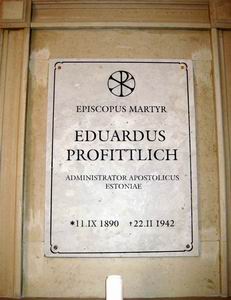 EPISCOPUS MARTYR
EDUARDUS
PROFITTLICH
ADMINISTRATOR APOSTOLICUS
ESTONIAE
*11.IX 1890 †22.II 1942